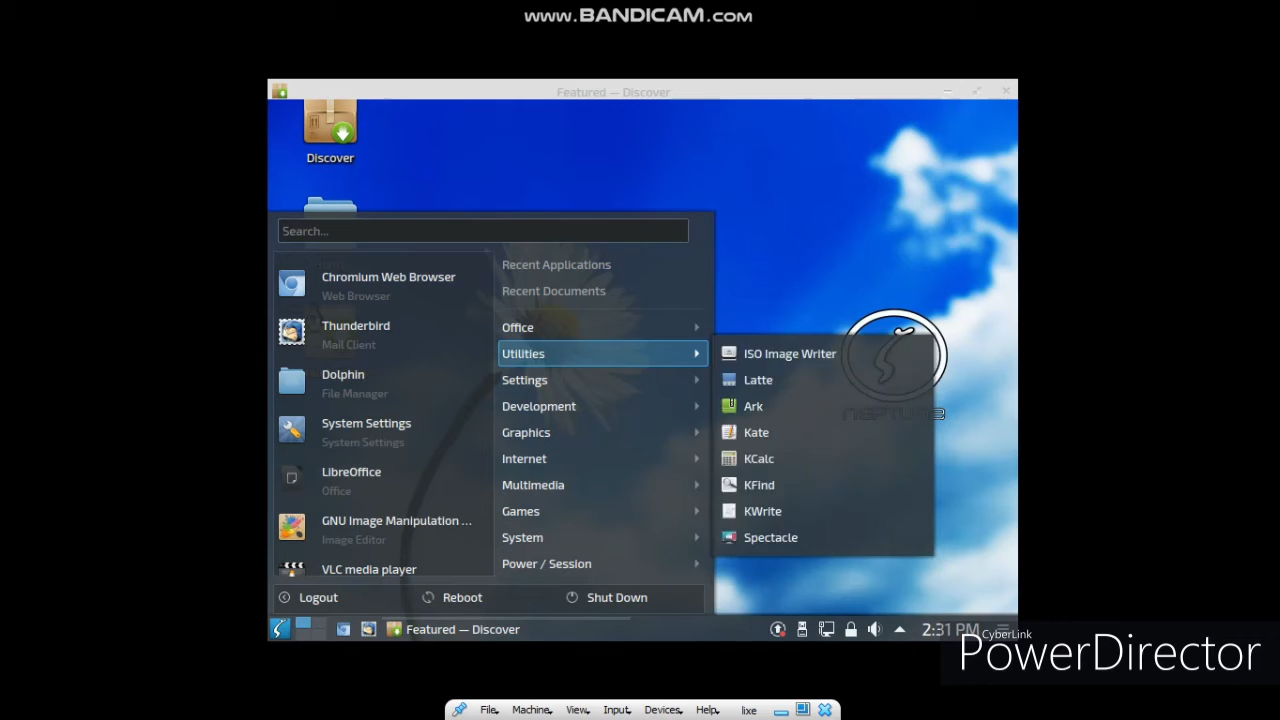 www.BANDICAM.com
Featured — Discover
Discover
Search...
Chromium Web Browser
Web Browser
Thunderbird
Mail Client
Dolphin
File Manager
System Settings
System Settings
LibreOffice
Office
GNU Image Manipulation ...
Image Editor
VLC media player
Recent Applications
Recent Documents
Office
Utilities
Settings
Development
Graphics
Internet
Multimedia
Games
System
Power / Session
ISO Image Writer
Latte
Ark
Kate
KCalc
KFind
KWrite
Spectacle
NEPTUNE
Logout
Reboot
Shut Down
Featured — Discover
2:31 PM
CyberLink
PowerDirector
File
Machine
View
Input
Devices
Help
lixe